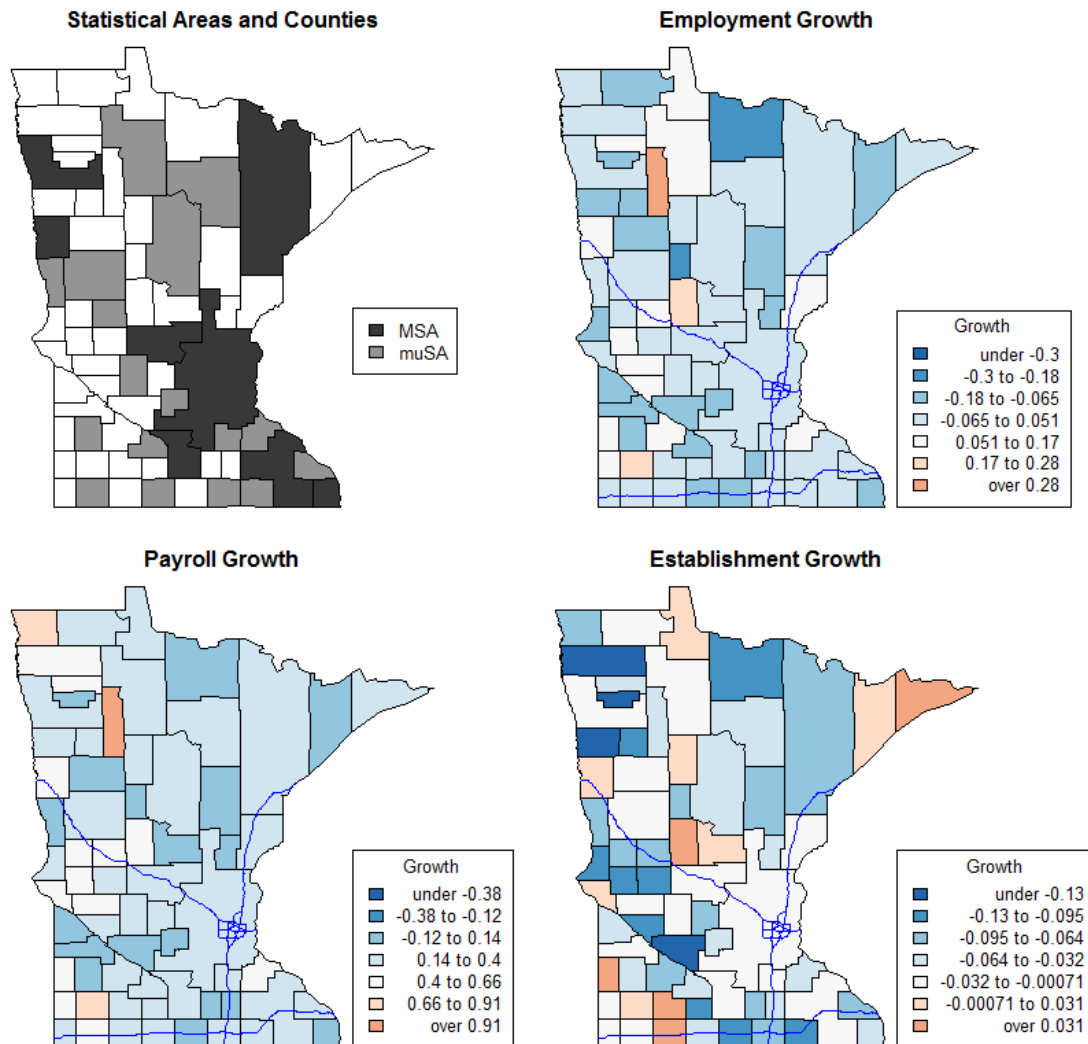 Statistical Areas and Counties
MSA
muSA
Employment Growth
Growth
under -0.3
-0.3 to -0.18
-0.18 to -0.065
-0.065 to 0.051
0.051 to 0.17
0.17 to 0.28
over 0.28
Payroll Growth
Growth
under -0.38
-0.38 to -0.12
-0.12 to 0.14
0.14 to 0.4
0.4 to 0.66
0.66 to 0.91
over 0.91
Establishment Growth
Growth
under -0.13
-0.13 to -0.095
-0.095 to -0.064
-0.064 to -0.032
-0.032 to -0.00071
-0.00071 to 0.031
over 0.031